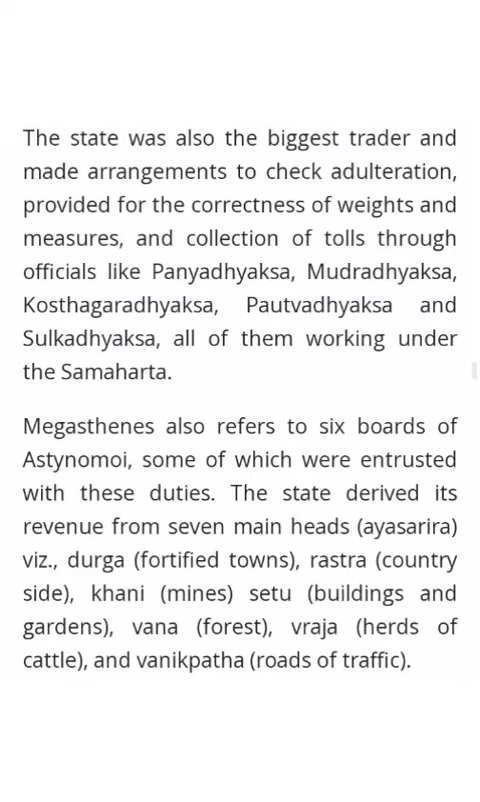 The state was also the biggest trader and
made arrangements to check adulteration,
provided for the correctness of weights and
measures, and collection of tolls through
officials like Panyadhyaksa, Mudradhyaksa,
Kosthagaradhyaksa, Pautvadhyaksa and
Sulkadhyaksa, all of them working under
the Samaharta.
Megasthenes also refers to six boards of
Astynomoi, some of which were entrusted
with these duties. The state derived its
revenue from seven main heads (ayasarira)
viz., durga (fortified towns), rastra (country
side), khani (mines) setu (buildings and
gardens), vana (forest), vraja (herds of
cattle), and vanikpatha (roads of traffic).